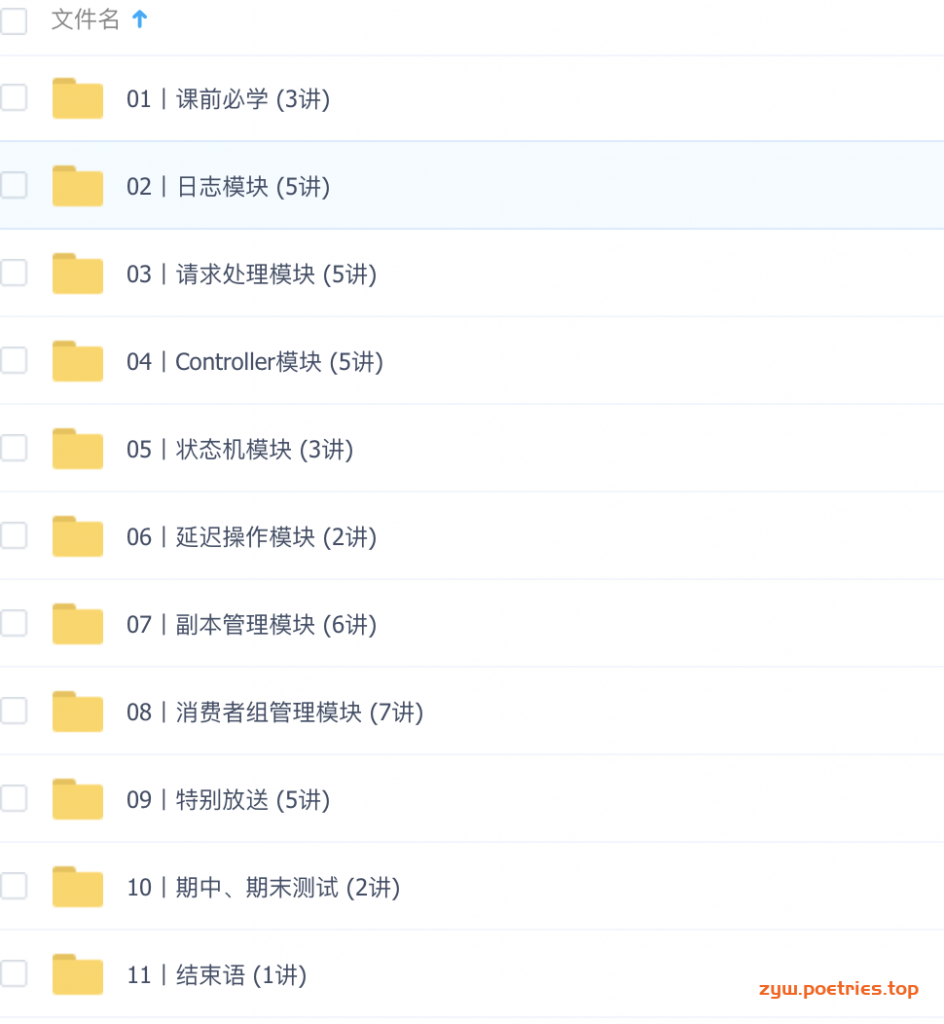 文件名
01丨课前必学 (3讲)
02丨日志模块 (5讲)
03丨请求处理模块 (5讲)
04丨Controller模块 (5讲)
05丨状态机模块 (3讲)
06丨延迟操作模块 (2讲)
07丨副本管理模块 (6讲)
08丨消费者组管理模块 (7讲)
09丨特别放送 (5讲)
10丨期中、期末测试 (2讲)
11丨结束语 (1讲)
zyw.poetries.top